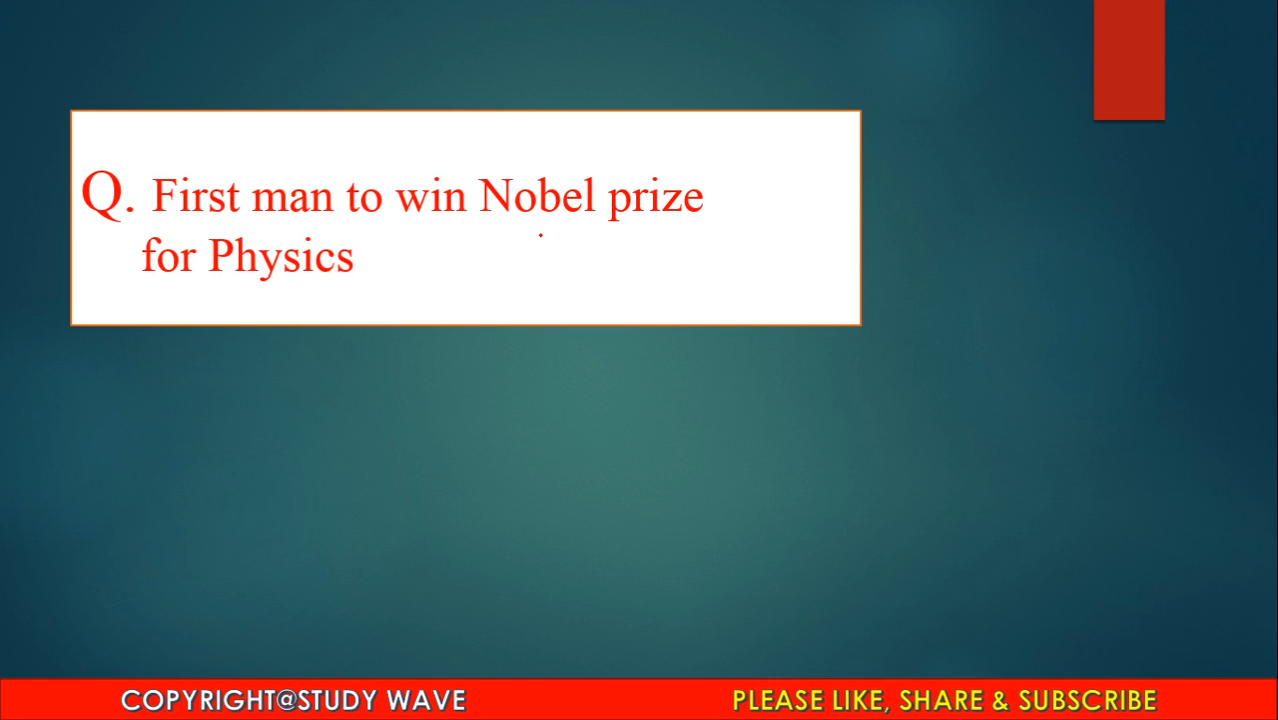 Q. First man to win Nobel prize
for Physics
COPYRIGHT@STUDY WAVE
PLEASE LIKE, SHARE & SUBSCRIBE